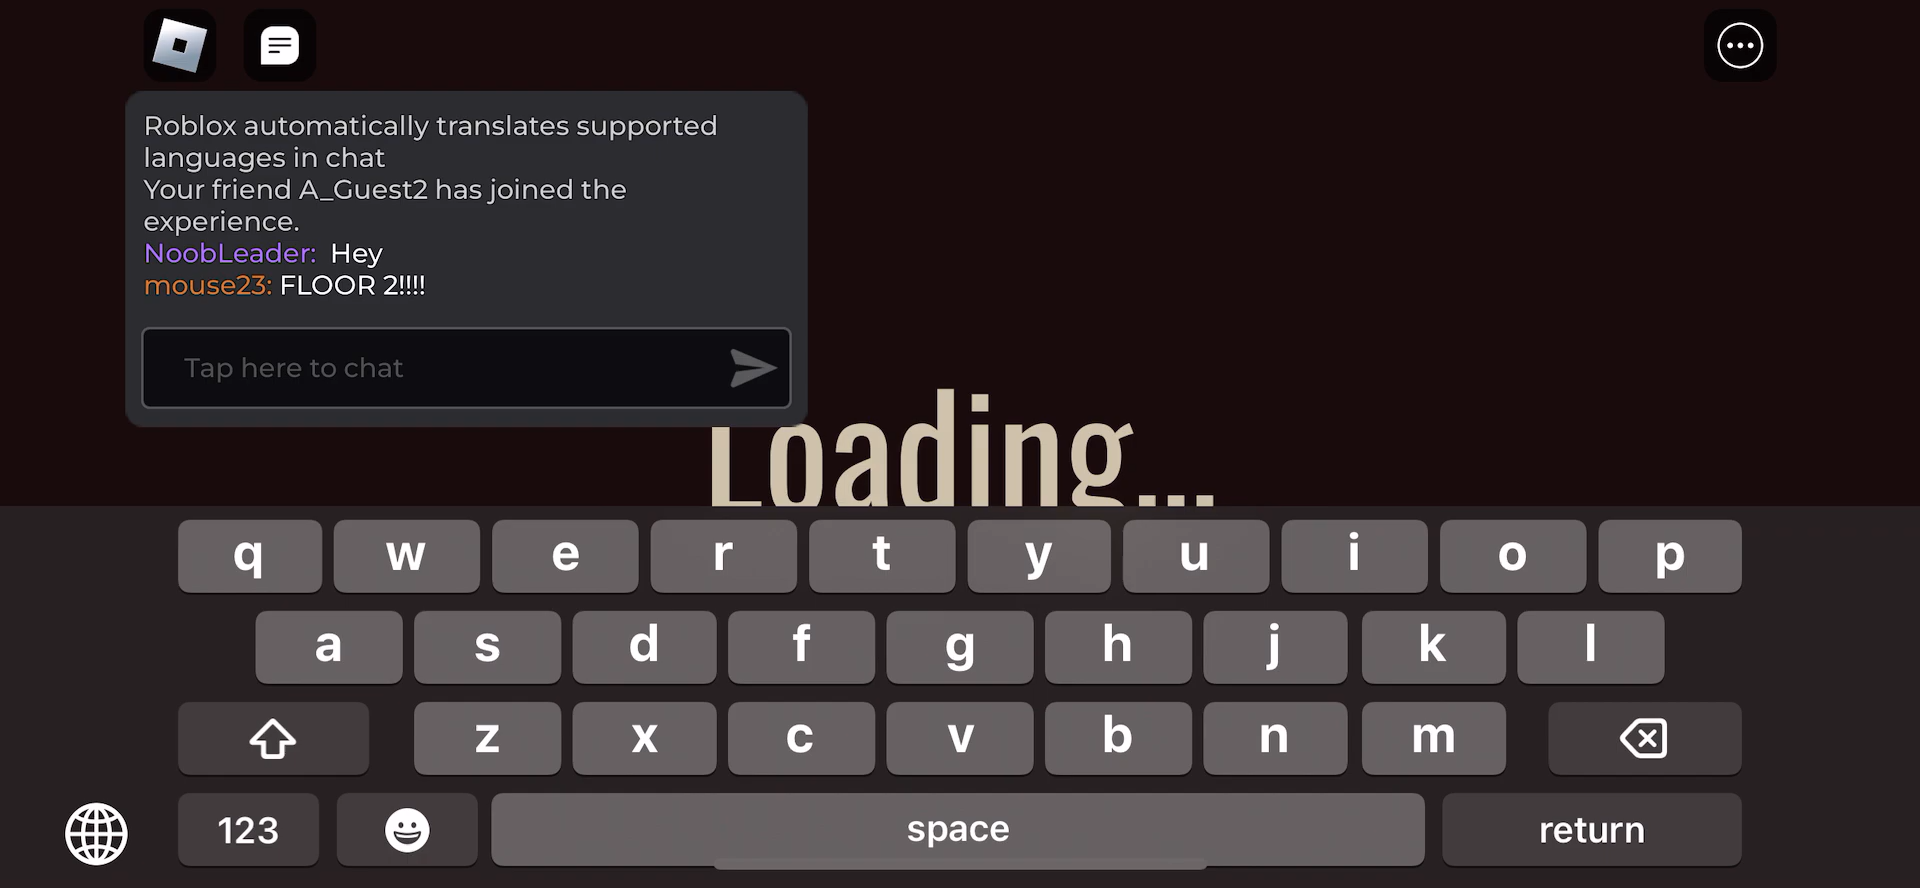 Roblox automatically translates supported
languages in chat
Your friend A_Guest2 has joined the
experience.
NoobLeader: Hey
mouse23: FLOOR 2!!!!
Tap here to chat
Loading...
q w e r t y u i o p
a s d f g h j k l
z x c v b n m
123 space return